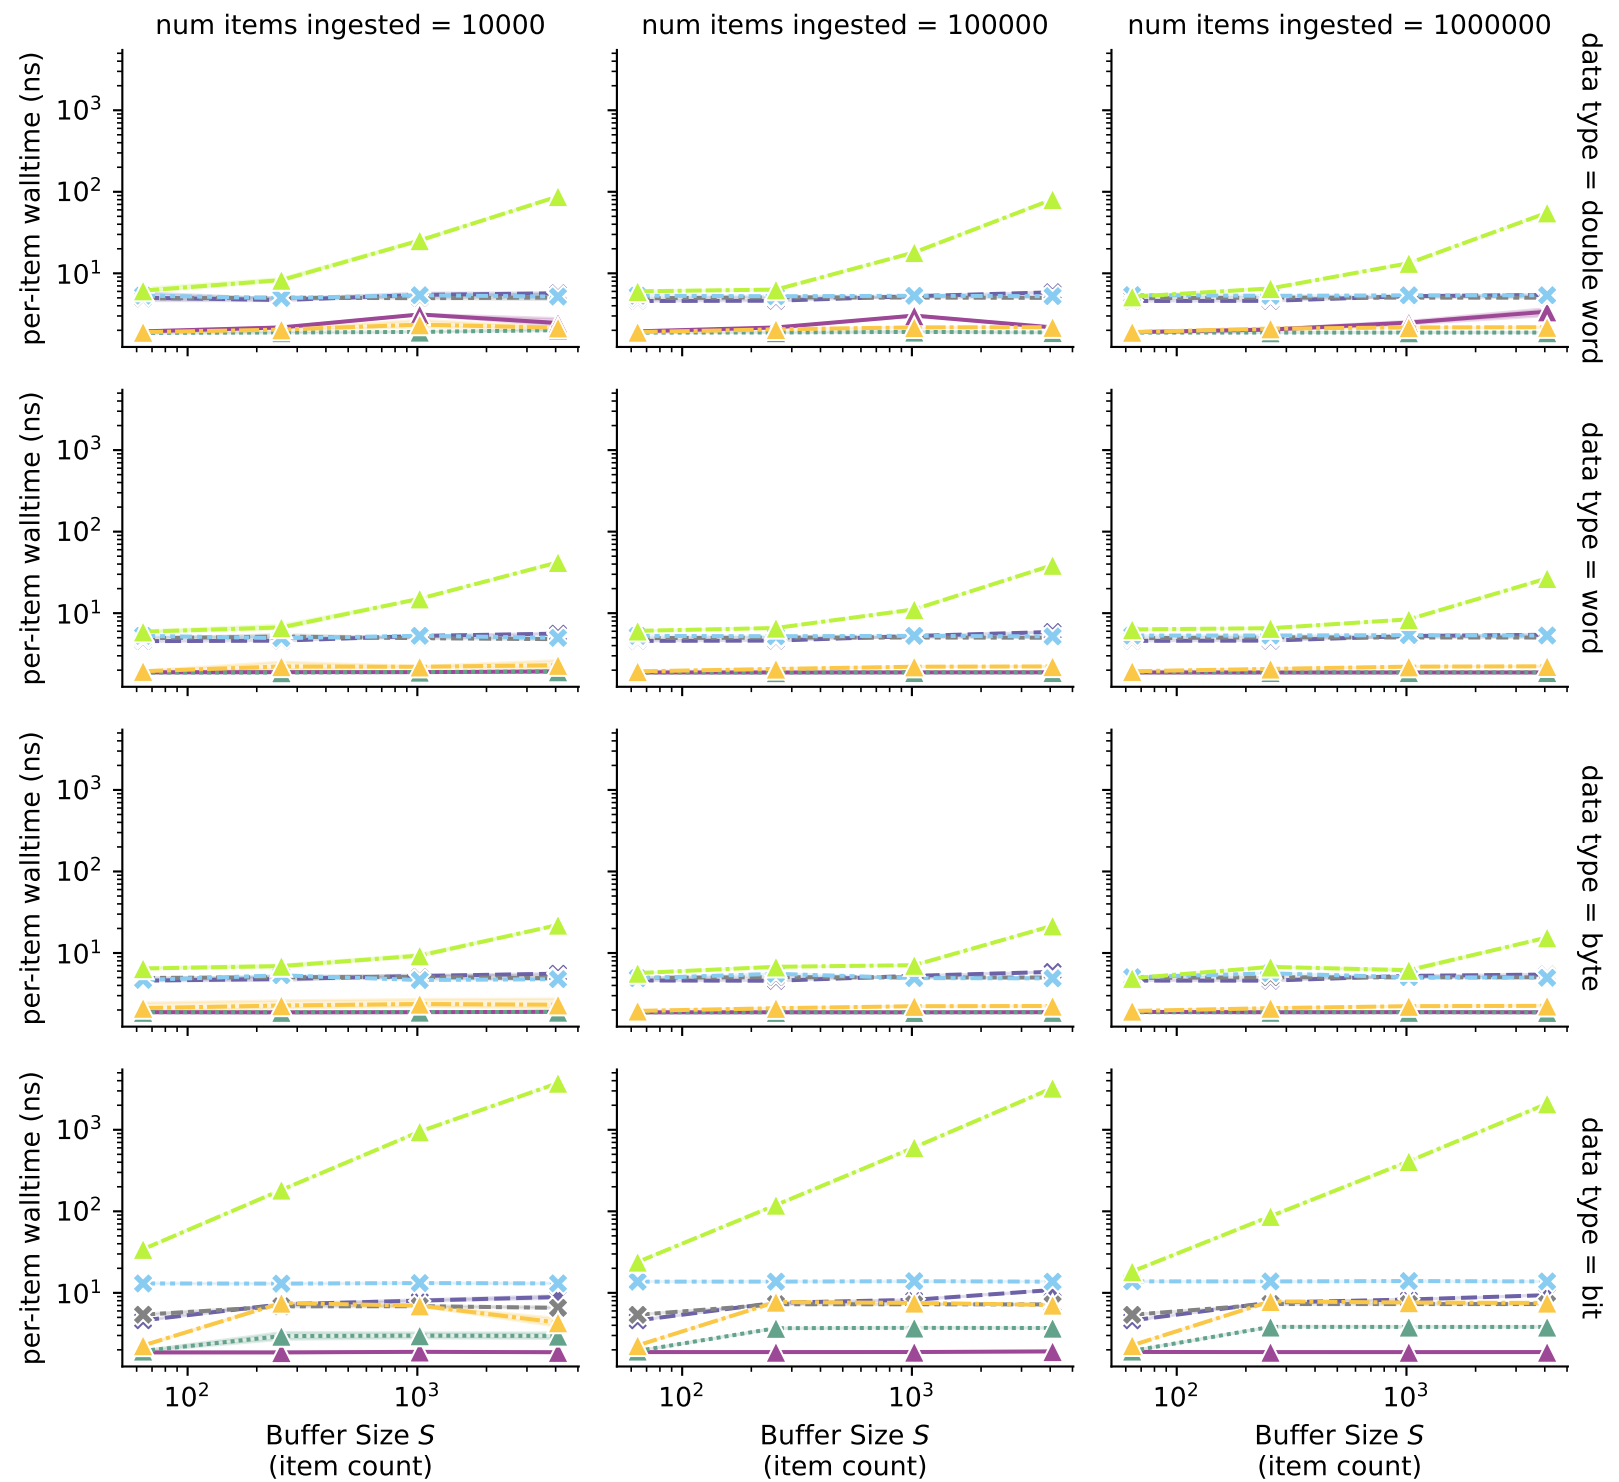 num items ingested = 10000
num items ingested = 100000
num items ingested = 1000000
per-item walltime (ns)
10³
10²
10¹
data type = double word
per-item walltime (ns)
10³
10²
10¹
data type = word
per-item walltime (ns)
10³
10²
10¹
data type = byte
per-item walltime (ns)
10³
10²
10¹
data type = bit
10² 10³ 10² 10³ 10² 10³
Buffer Size S
(item count)
Buffer Size S
(item count)
Buffer Size S
(item count)